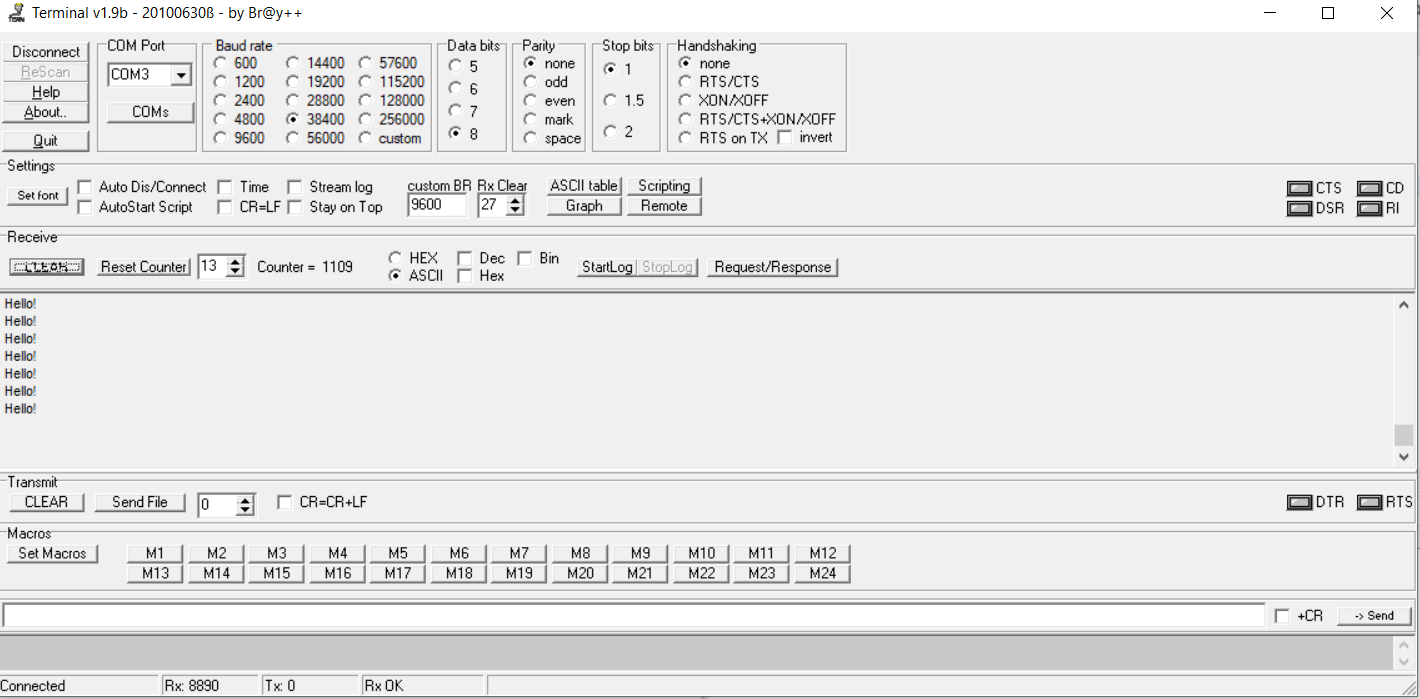 Terminal v1.9b - 20100630ß - by Br@y++
Disconnect
ReScan
Help
About..
Quit
COM Port
COM3
COMs
Baud rate
600 14400 57600
1200 19200 115200
2400 28800 128000
4800 38400 256000
9600 56000 custom
Data bits
5
6
7
8
Parity
none
odd
even
mark
space
Stop bits
1
1.5
2
Handshaking
none
RTS/CTS
XON/XOFF
RTS/CTS+XON/XOFF
RTS on TX invert
Settings
Set font
Auto Dis/Connect Time Stream log
AutoStart Script CR=LF Stay on Top
custom BR Rx Clear
9600 27
ASCII table Scripting
Graph Remote
CTS CD
DSR RI
Receive
CLEAR Reset Counter 13 Counter = 1109
HEX Dec Bin
ASCII Hex
StartLog StopLog Request/Response
Hello!
Hello!
Hello!
Hello!
Hello!
Hello!
Hello!
Transmit
CLEAR Send File 0 CR=CR+LF DTR RTS
Macros
Set Macros M1 M2 M3 M4 M5 M6 M7 M8 M9 M10 M11 M12
M13 M14 M15 M16 M17 M18 M19 M20 M21 M22 M23 M24
+CR -> Send
Connected Rx: 8890 Tx: 0 Rx OK